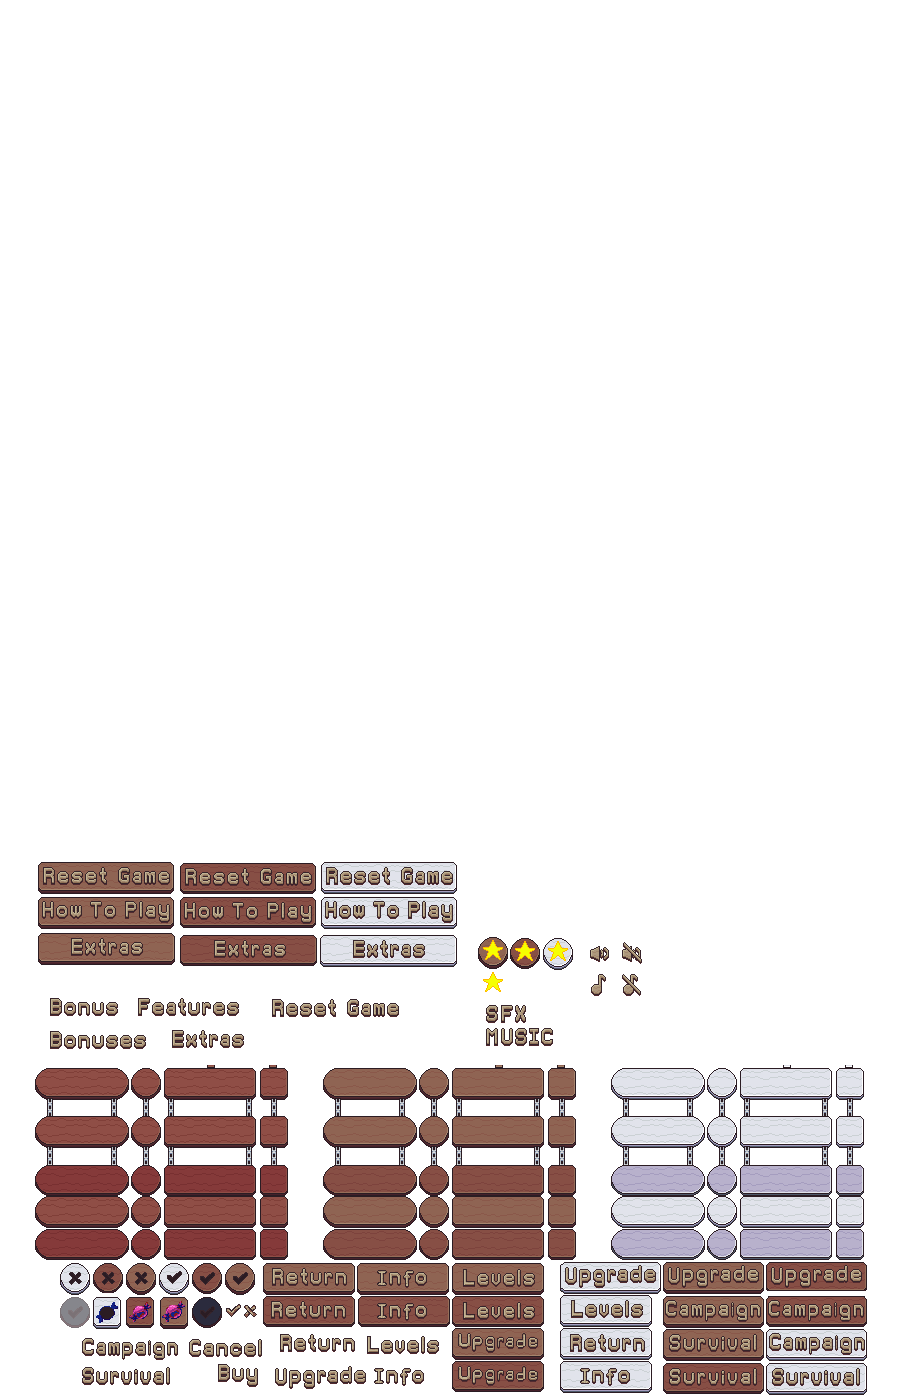 Reset Game Reset Game Reset Game
How To Play How To Play How To Play
Extras Extras Extras
Bonus Features Reset Game SFX
Bonuses Extras MUSIC
Return Info Levels Upgrade Upgrade Upgrade
Return Info Levels Levels Campaign Campaign
Campaign Cancel Return Levels Upgrade Return Survival Campaign
Survival Buy Upgrade Info Upgrade Info Survival Survival